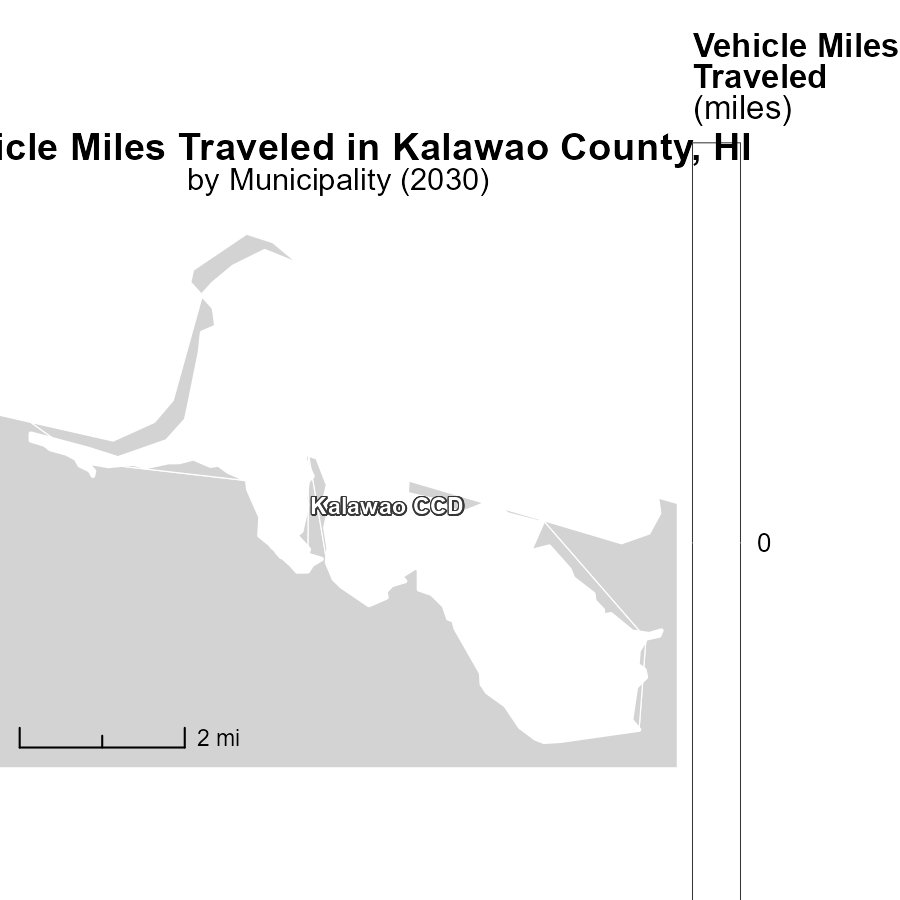 Vehicle Miles
Traveled
(miles)
icle Miles Traveled in Kalawao County, HI
by Municipality (2030)
Kalawao CCD
0
2 mi